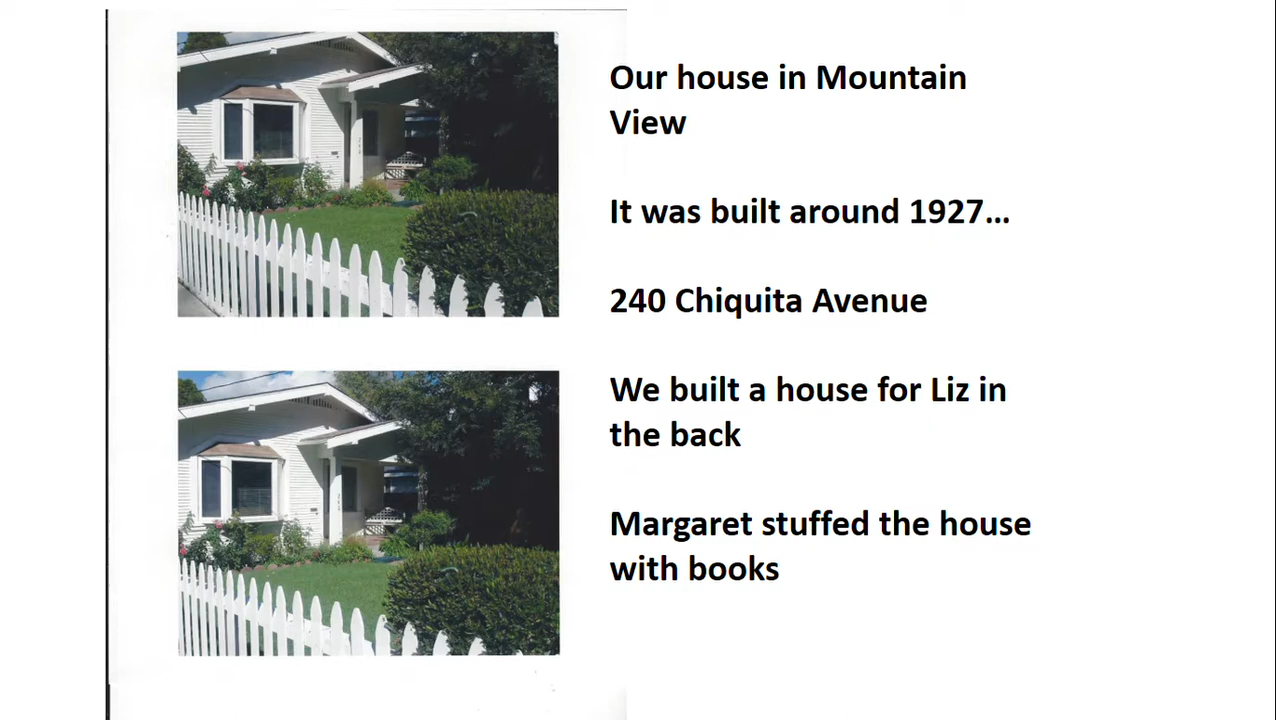 Our house in Mountain
View
It was built around 1927...
240 Chiquita Avenue
We built a house for Liz in
the back
Margaret stuffed the house
with books